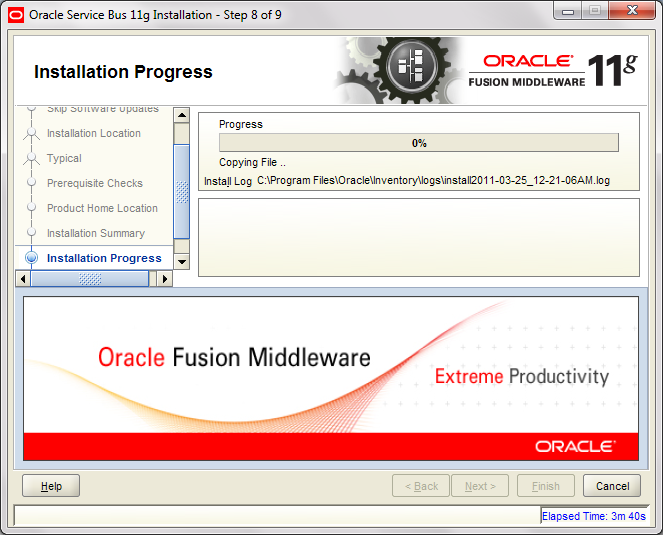 Oracle Service Bus 11g Installation - Step 8 of 9
Installation Progress
ORACLE
FUSION MIDDLEWARE 11g
Skip Software Updates
Installation Location
Typical
Prerequisite Checks
Product Home Location
Installation Summary
Installation Progress
Progress
0%
Copying File ..
Install Log C:\Program Files\Oracle\Inventory\logs\install2011-03-25_12-21-06AM.log
Oracle Fusion Middleware
Extreme Productivity
ORACLE
Help
< Back
Next >
Finish
Cancel
Elapsed Time: 3m 40s